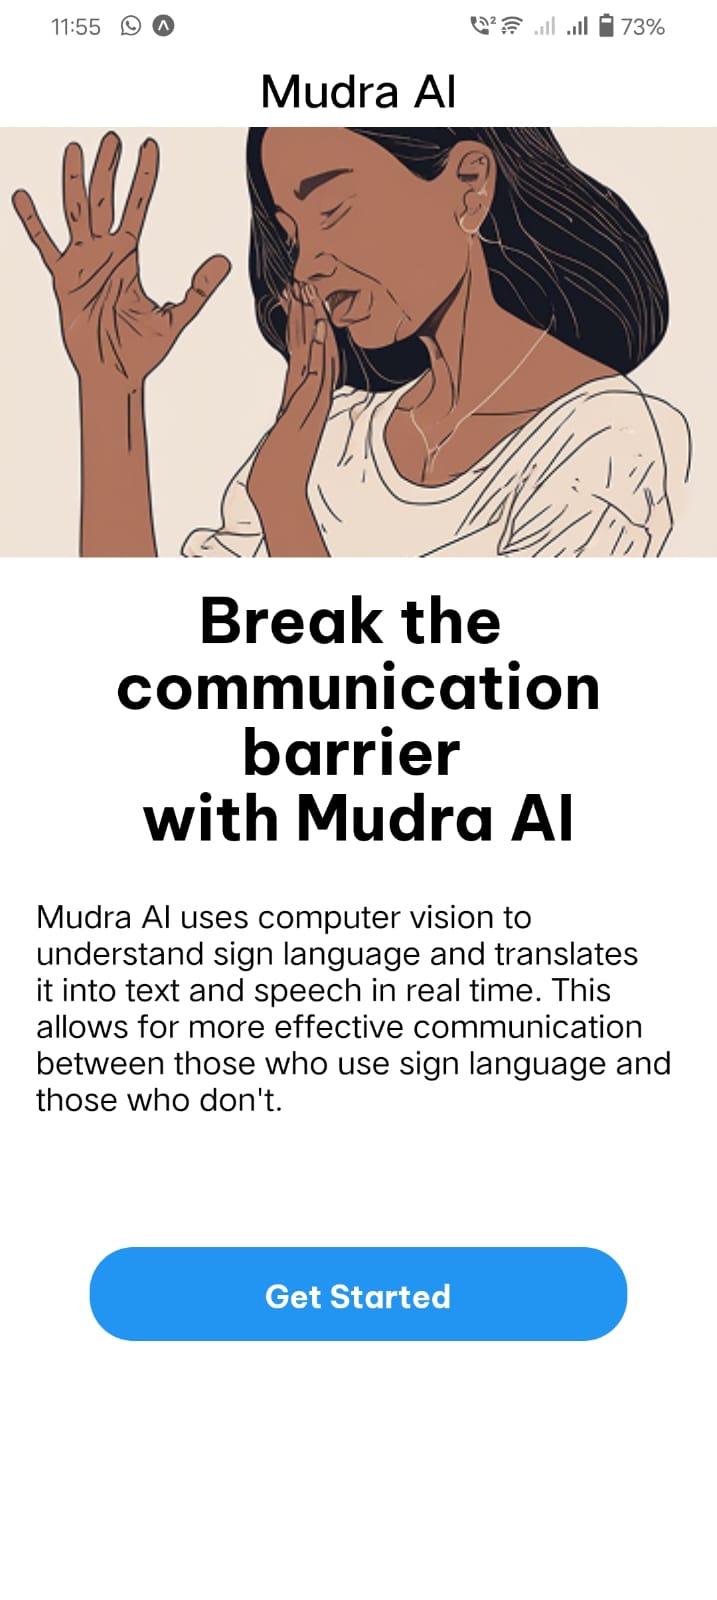 11:55
2
73%
Mudra AI
Break the
communication
barrier
with Mudra AI
Mudra AI uses computer vision to
understand sign language and translates
it into text and speech in real time. This
allows for more effective communication
between those who use sign language and
those who don't.
Get Started